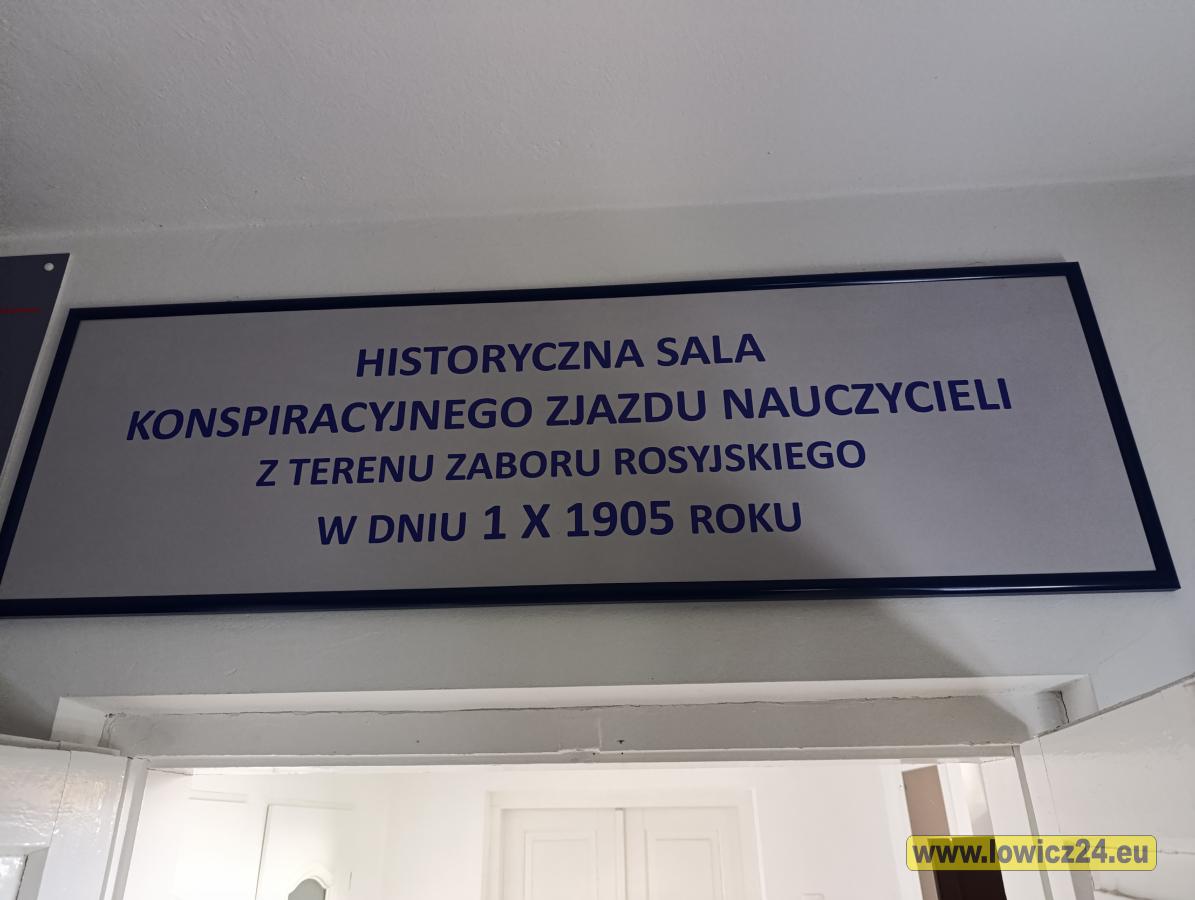 HISTORYCZNA SALA
KONSPIRACYJNEGO ZJAZDU NAUCZYCIELI
Z TERENU ZABORU ROSYJSKIEGO
W DNIU 1 X 1905 ROKU
www.lowicz24.eu